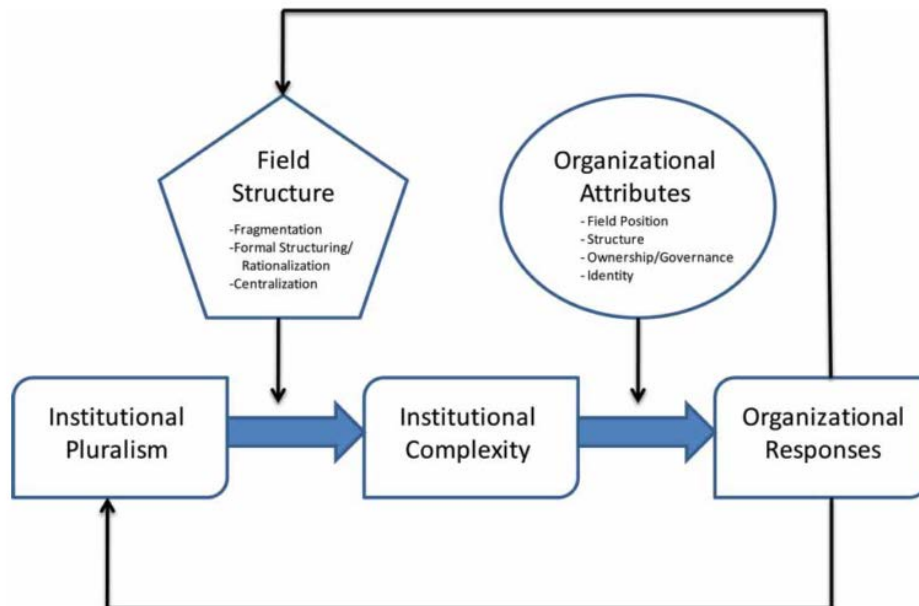 Field
Structure
-Fragmentation
-Formal Structuring/
Rationalization
-Centralization
Organizational
Attributes
- Field Position
- Structure
- Ownership/Governance
- Identity
Institutional
Pluralism
Institutional
Complexity
Organizational
Responses